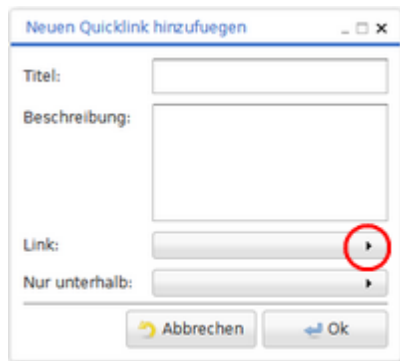 Neuen Quicklink hinzufuegen
Titel:
Beschreibung:
Link:
Nur unterhalb:
Abbrechen Ok